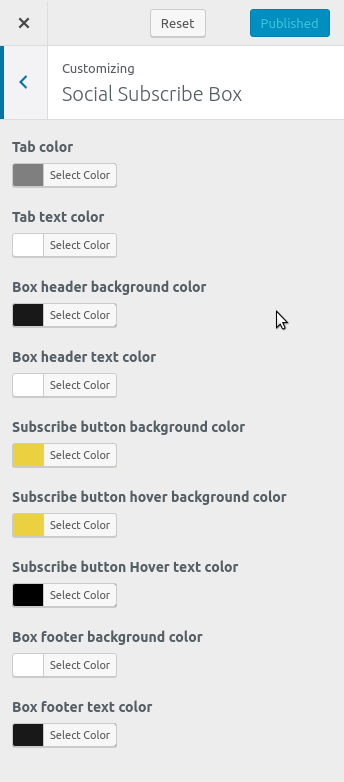 Reset
Published
Customizing
Social Subscribe Box
Tab color
Select Color
Tab text color
Select Color
Box header background color
Select Color
Box header text color
Select Color
Subscribe button background color
Select Color
Subscribe button hover background color
Select Color
Subscribe button Hover text color
Select Color
Box footer background color
Select Color
Box footer text color
Select Color